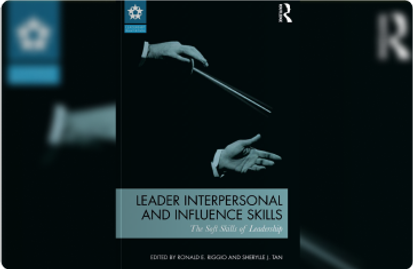 LEADER INTERPERSONAL
AND INFLUENCE SKILLS
The Soft Skills of Leadership
EDITED BY RONALD E. RIGGIO AND SHERYLLE J. TAN